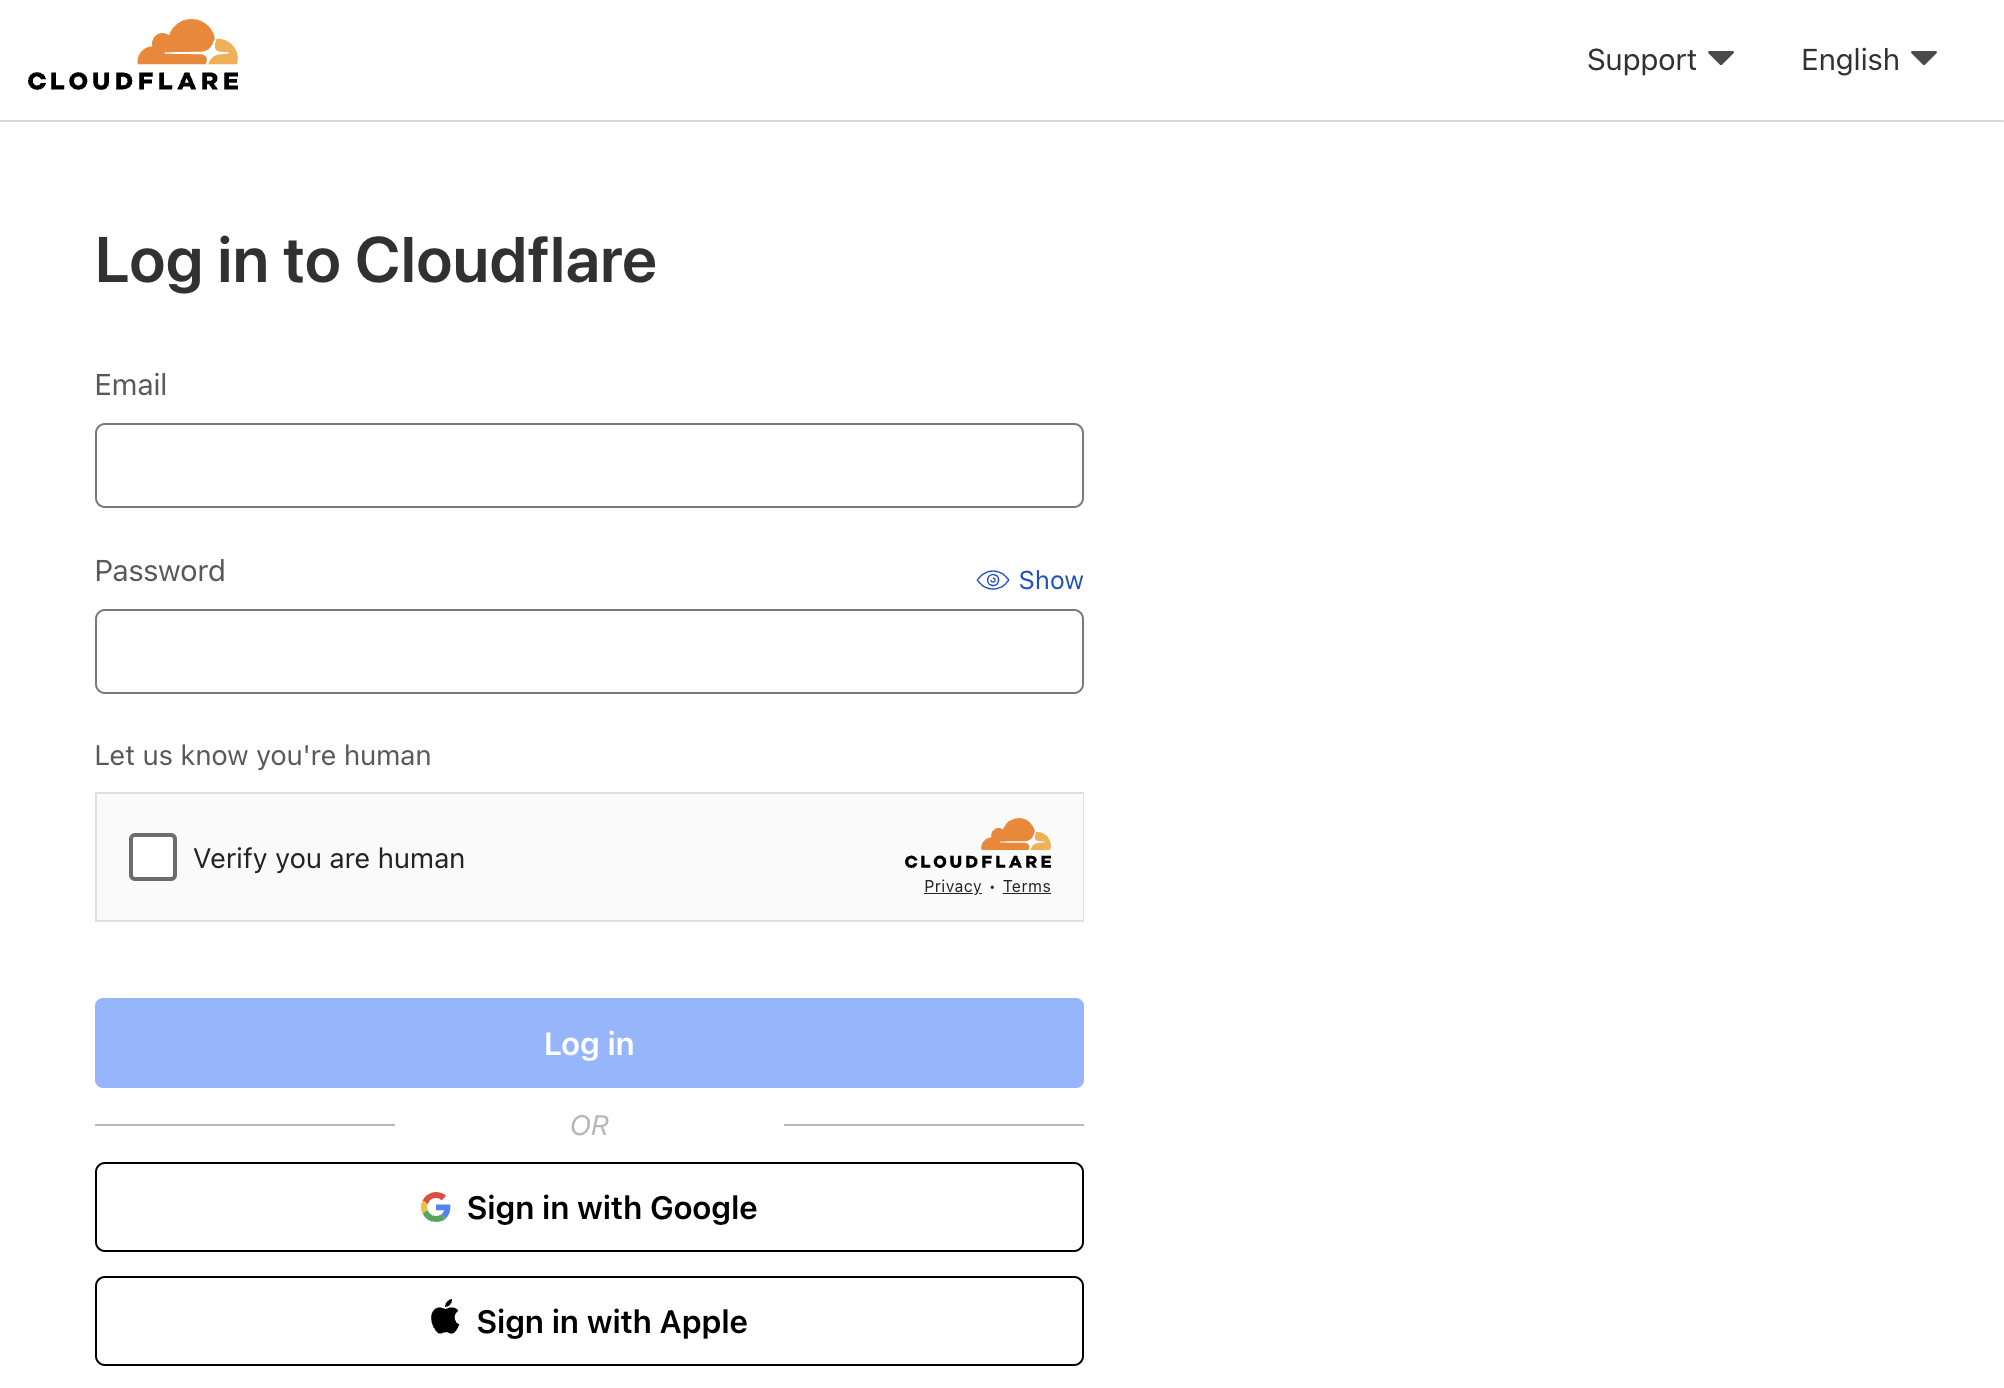 CLOUDFLARE
Support
English
Log in to Cloudflare
Email
Password
Show
Let us know you're human
Verify you are human
CLOUDFLARE
Privacy • Terms
Log in
OR
Sign in with Google
Sign in with Apple